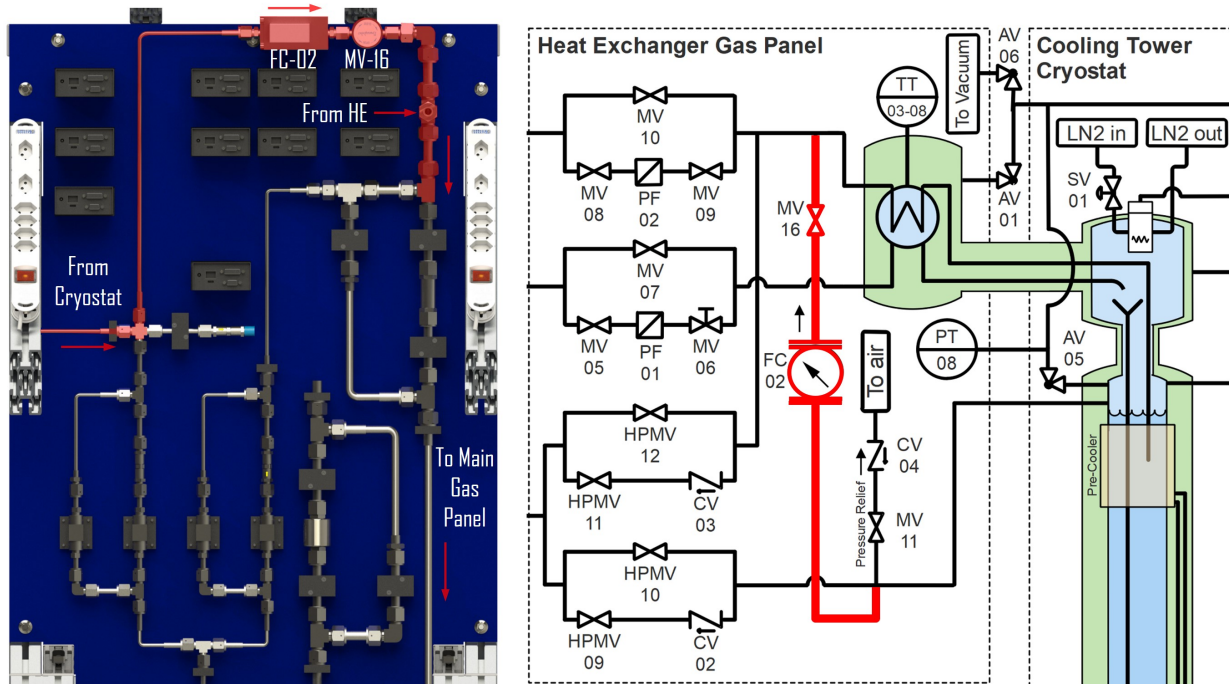 FC-02
MV-16
From HE
From
Cryostat
To Main
Gas
Panel
Heat Exchanger Gas Panel
Cooling Tower
Cryostat
AV
06
To Vacuum
TT
03-08
LN2 in
LN2 out
MV
10
MV
08
PF
02
MV
09
MV
16
AV
01
SV
01
MV
07
MV
05
PF
01
MV
06
FC
02
To air
PT
08
AV
05
HPMV
12
HPMV
11
CV
03
Pressure Relief
CV
04
MV
11
Pre-Cooler
HPMV
10
HPMV
09
CV
02